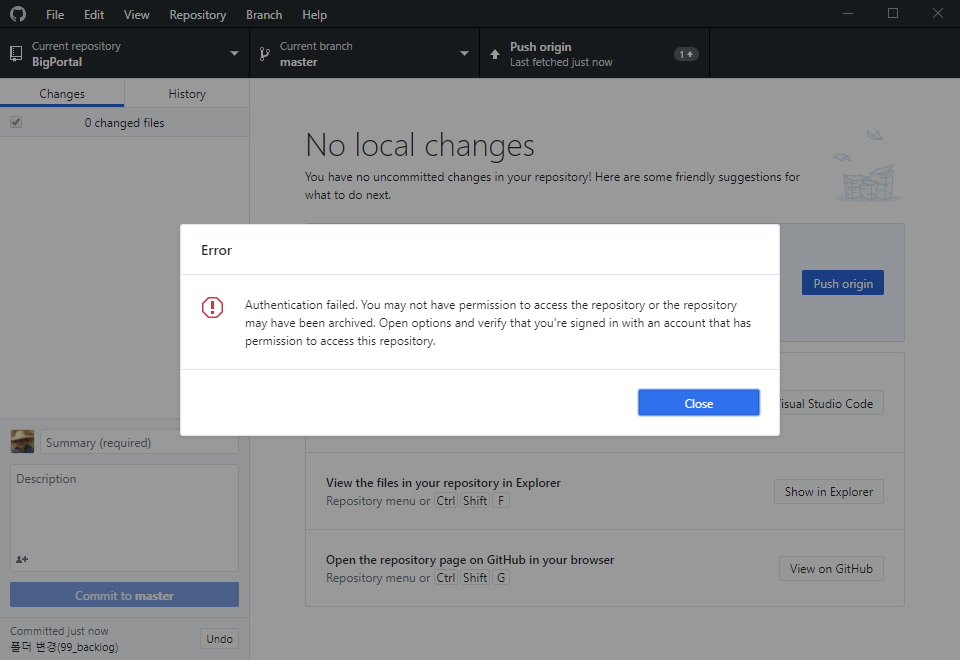 File Edit View Repository Branch Help
Current repository
BigPortal
Current branch
master
Push origin
Last fetched just now
1
Changes History
0 changed files
No local changes
You have no uncommitted changes in your repository! Here are some friendly suggestions for
what to do next.
Push origin
Error
Authentication failed. You may not have permission to access the repository or the repository
may have been archived. Open options and verify that you're signed in with an account that has
permission to access this repository.
Close
Visual Studio Code
Summary (required)
Description
View the files in your repository in Explorer
Repository menu or Ctrl Shift F
Show in Explorer
Open the repository page on GitHub in your browser
Repository menu or Ctrl Shift G
View on GitHub
Commit to master
Committed just now
폴더 변경(99_backlog)
Undo